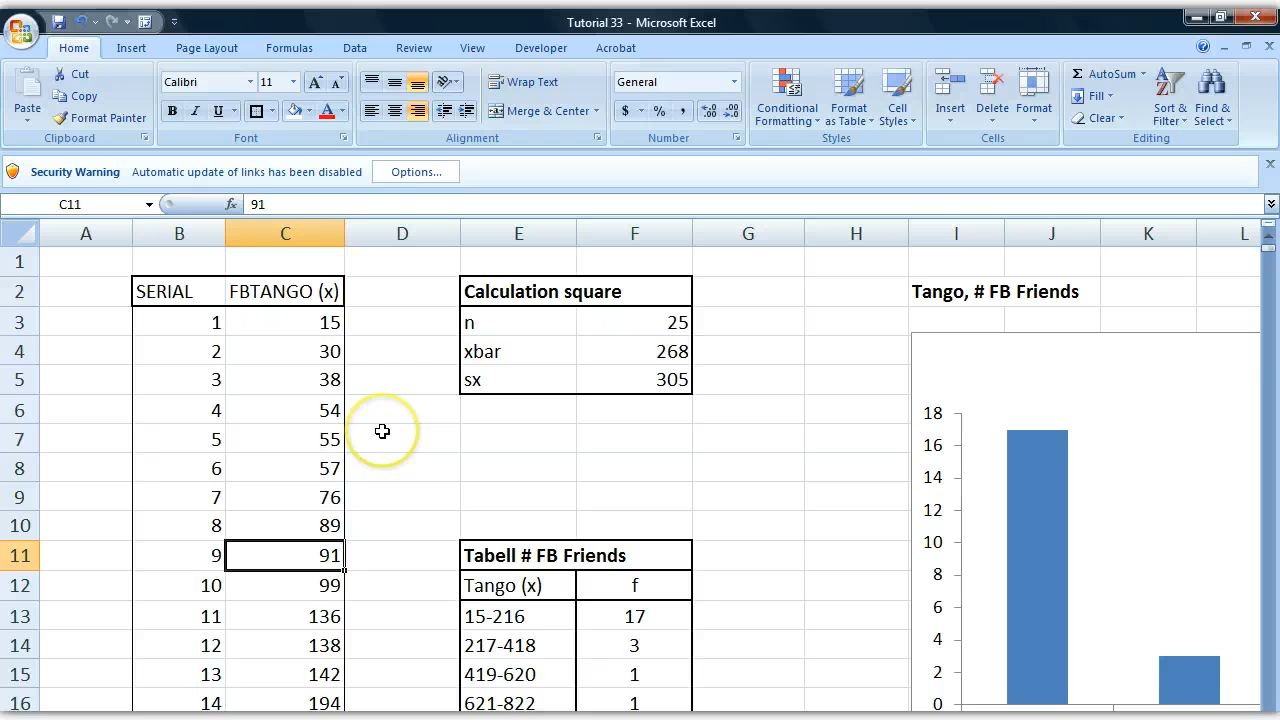 Tutorial 33 - Microsoft Excel
Home Insert Page Layout Formulas Data Review View Developer Acrobat
Paste
Cut
Copy
Format Painter
Clipboard
Calibri 11
B I U
Font
Wrap Text
Merge & Center
Alignment
General
$ % ,
Number
Conditional Formatting
Format as Table
Cell Styles
Styles
Insert Delete Format
Cells
Σ AutoSum
Fill
Clear
Sort & Filter
Find & Select
Editing
Security Warning Automatic update of links has been disabled Options...
C11 fx 91
A B C D E F G H I J K L
1
2 SERIAL FBTANGO (x) Calculation square Tango, # FB Friends
3 1 15 n 25
4 2 30 xbar 268
5 3 38 sx 305
6 4 54
7 5 55
8 6 57
9 7 76
10 8 89
11 9 91 Tabell # FB Friends
12 10 99 Tango (x) f
13 11 136 15-216 17
14 12 138 217-418 3
15 13 142 419-620 1
16 14 194 621-822 1
18
16
14
12
10
8
6
4
2
0